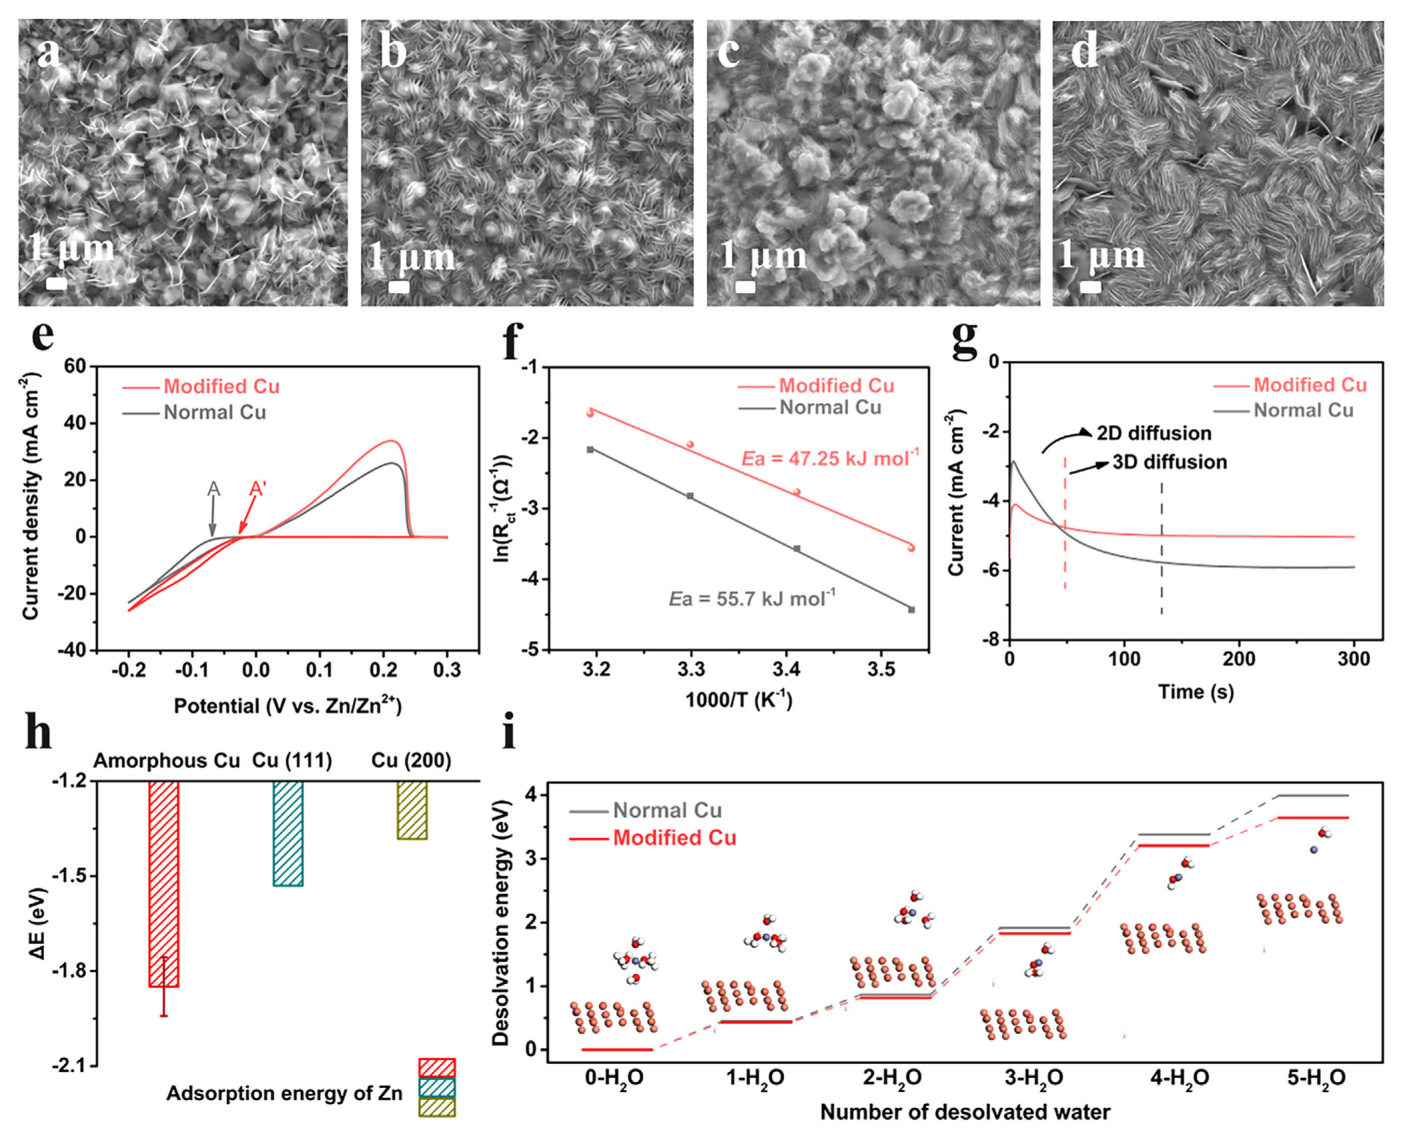 a
b
c
d
1 µm
1 µm
1 µm
1 µm
e
f
g
Current density (mA cm⁻²)
60
40
20
0
-20
-40
Modified Cu
Normal Cu
A
A'
-0.2
-0.1
0.0
0.1
0.2
0.3
Potential (V vs. Zn/Zn²⁺)
ln(Rct⁻¹(Ω⁻¹))
-1
-2
-3
-4
-5
Modified Cu
Normal Cu
Ea = 47.25 kJ mol⁻¹
Ea = 55.7 kJ mol⁻¹
3.2
3.3
3.4
3.5
1000/T (K⁻¹)
Current (mA cm⁻²)
0
-2
-4
-6
-8
Modified Cu
Normal Cu
2D diffusion
3D diffusion
0
100
200
300
Time (s)
h
i
Amorphous Cu
Cu (111)
Cu (200)
ΔE (eV)
-1.2
-1.5
-1.8
-2.1
Adsorption energy of Zn
Desolvation energy (eV)
4
3
2
1
0
Normal Cu
Modified Cu
0-H₂O
1-H₂O
2-H₂O
3-H₂O
4-H₂O
5-H₂O
Number of desolvated water